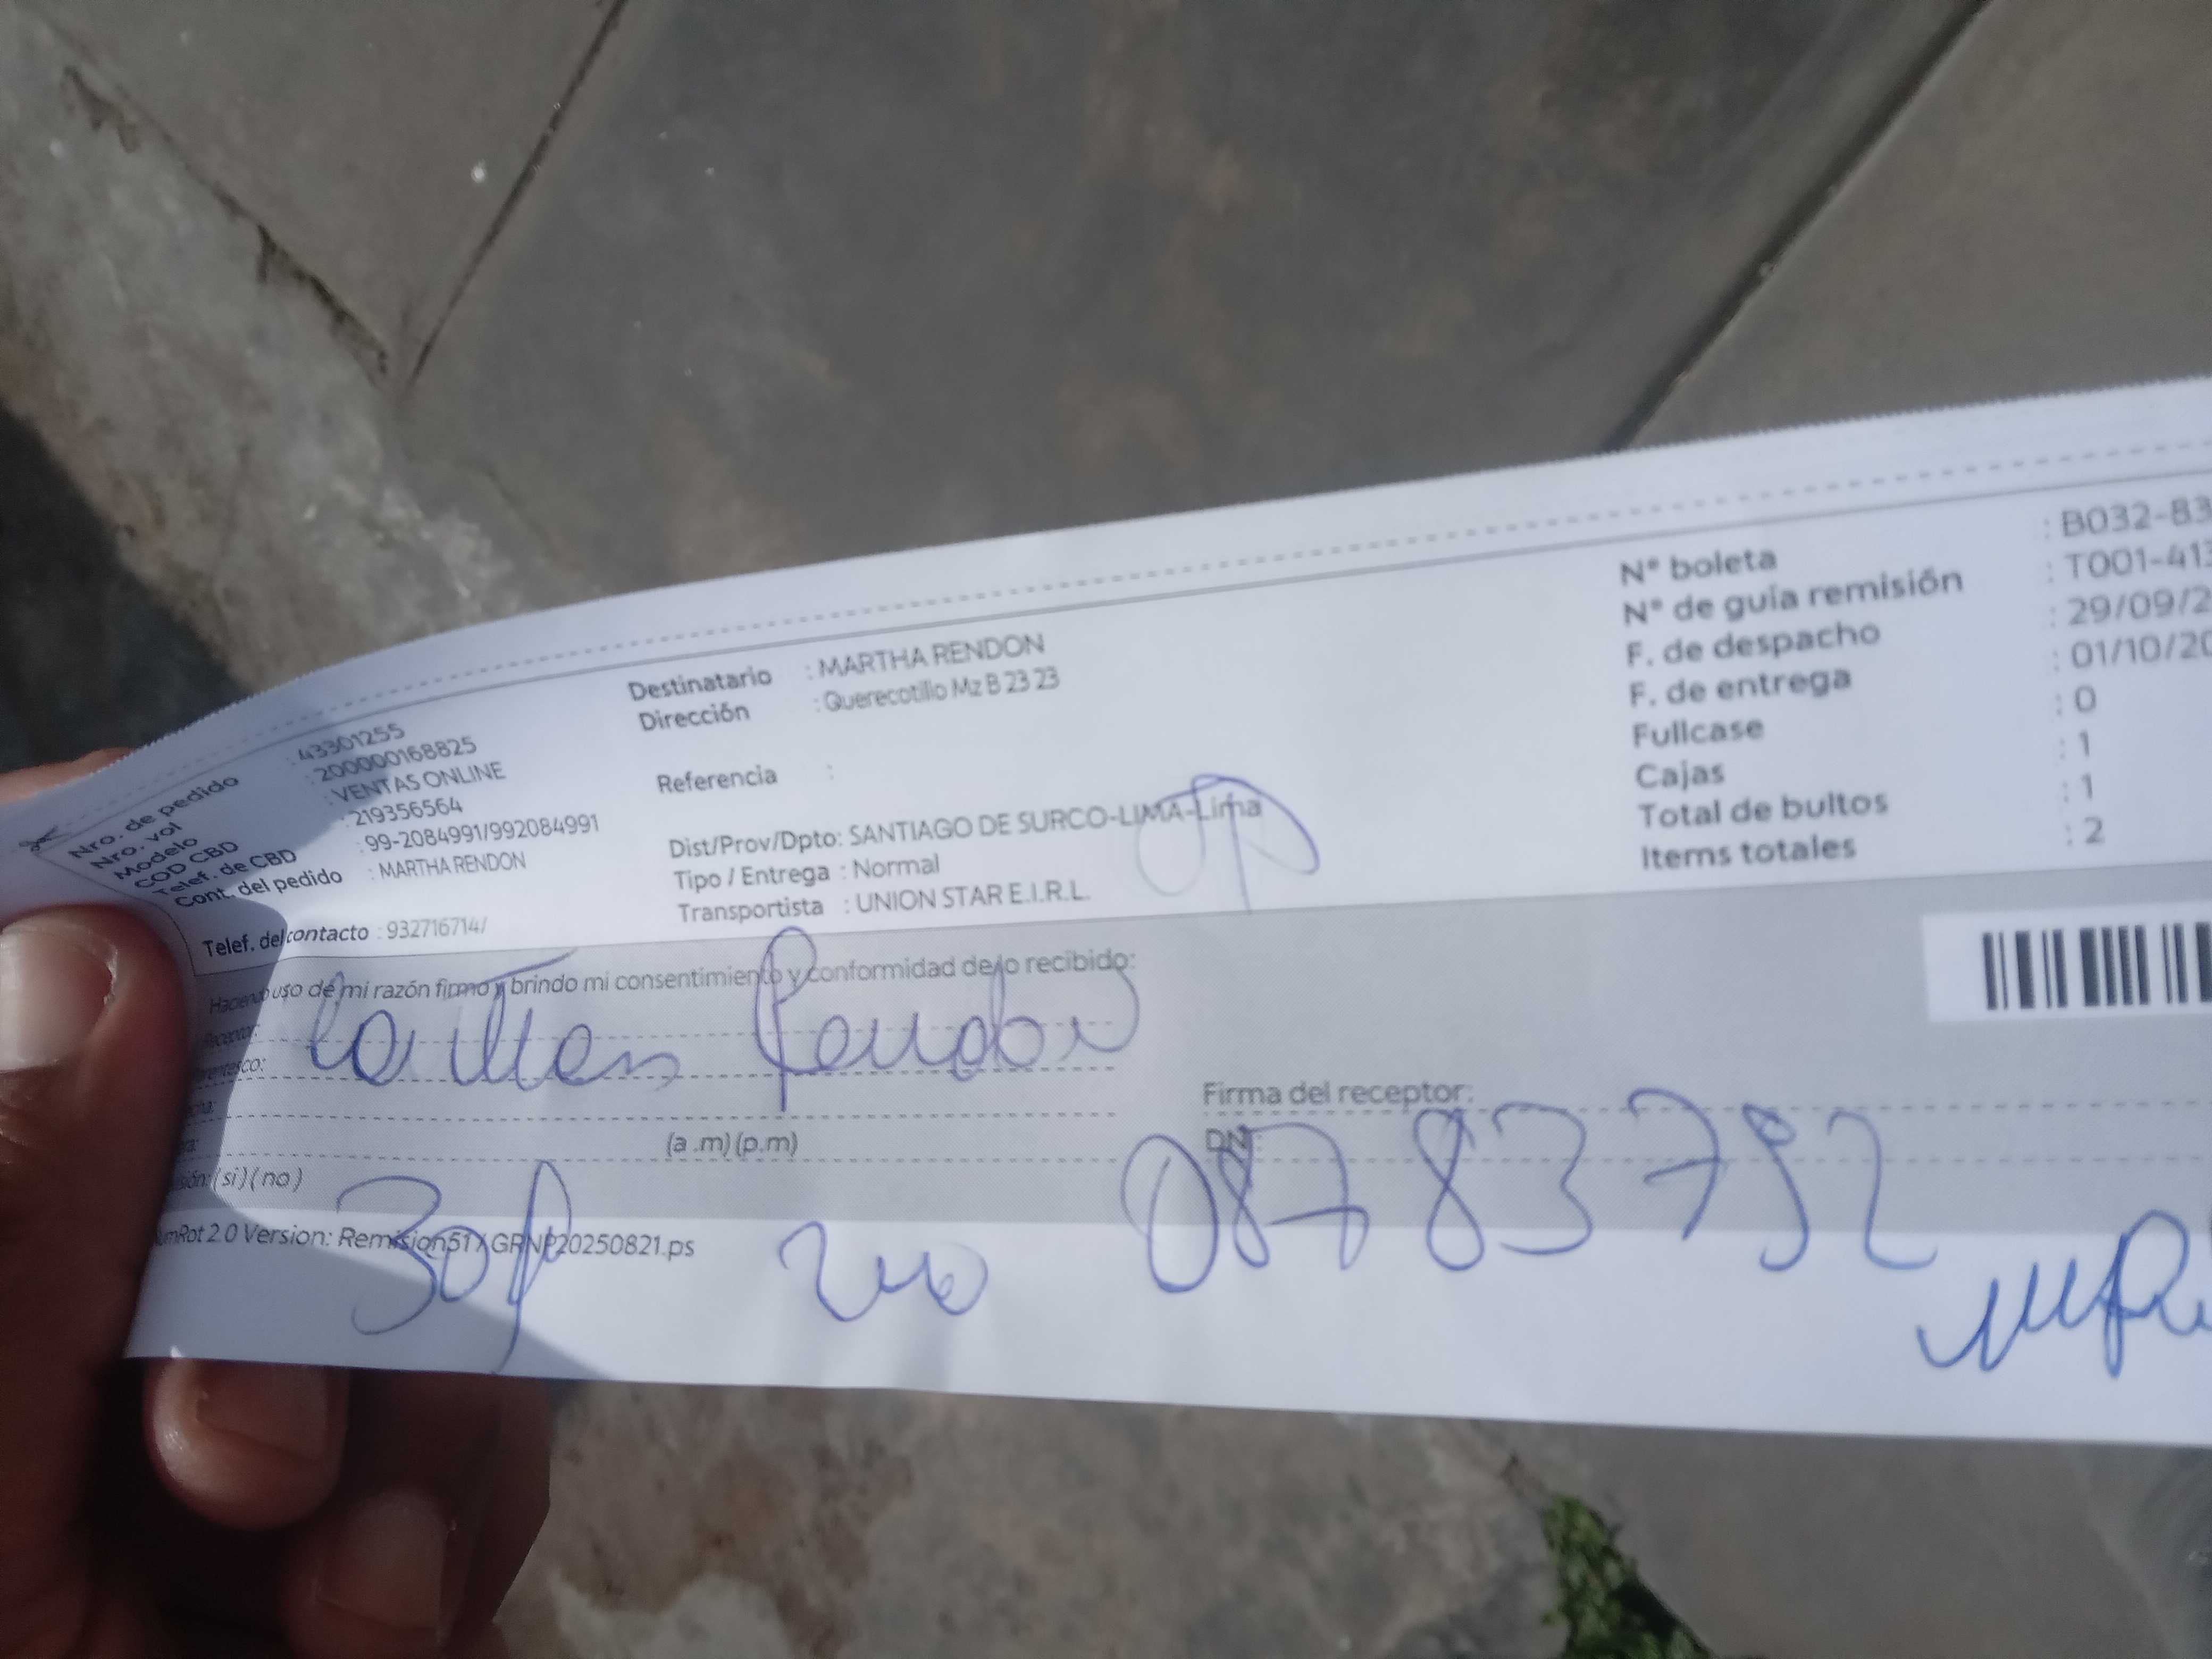 Nro. de pedido : 43301255
Nro. vol : 200000168825
Modelo : VENTAS ONLINE
COD CBD : 219356564
Telef. de CBD : 99-2084991/992084991
Cont. del pedido : MARTHA RENDON
Telef. del contacto : 932716714/
Destinatario : MARTHA RENDON
Dirección : Querecotillo Mz B 23 23
Referencia :
Dist/Prov/Dpto: SANTIAGO DE SURCO-LIMA-Lima
Tipo / Entrega : Normal
Transportista : UNION STAR E.I.R.L.
N° boleta : B032-83
N° de guía remisión : T001-413
F. de despacho : 29/09/2
F. de entrega : 01/10/20
Fullcase : 0
Cajas : 1
Total de bultos : 1
Items totales : 2
Haciendo uso de mi razón firmo y brindo mi consentimiento y conformidad de lo recibido:
Receptor:
Rendon
(a .m) (p.m)
(si) (no)
Firma del receptor:
DNI: 08783792
Version: Remision51 / GRNP20250821.ps